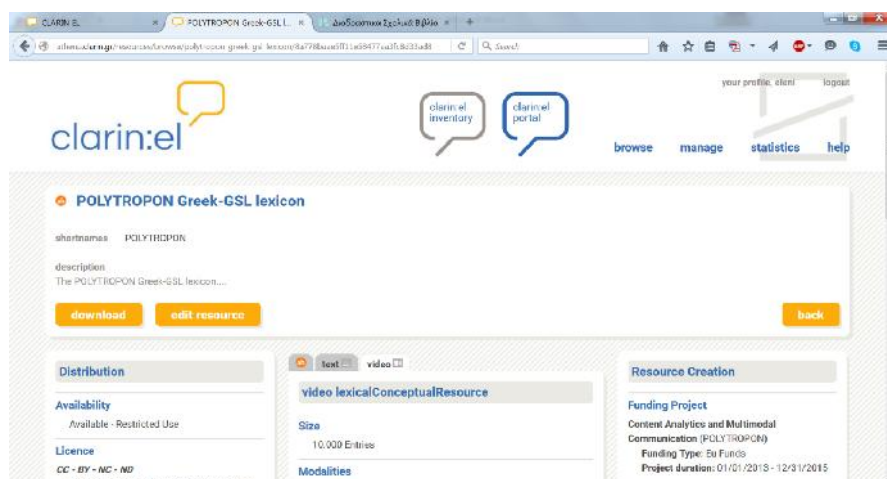 CLARIN EL
POLYTROPON Greek-GSL L...
Διαδραστικά Σχολικά Βιβλία
Search
your profile, eleni
logout
clarin:el
clarin:el
inventory
clarin:el
portal
browse
manage
statistics
help
POLYTROPON Greek-GSL lexicon
shortnames POLYTROPON
description
The POLYTROPON Greek-GSL lexicon....
download
edit resource
back
Distribution
Availability
Available - Restricted Use
Licence
CC - BY - NC - ND
text
video
video lexicalConceptualResource
Size
10.000 Entries
Modalities
Resource Creation
Funding Project
Content Analytics and Multimodal
Communication (POLYTROPON)
Funding Type: Eu Funds
Project duration: 01/01/2013 - 12/31/2015